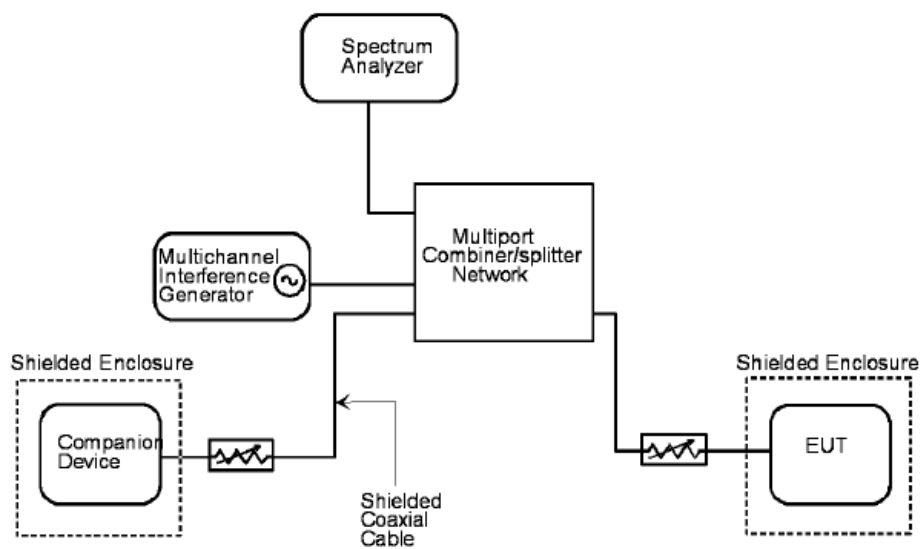 Spectrum
Analyzer
Multichannel
Interference
Generator
Multiport
Combiner/splitter
Network
Shielded Enclosure
Companion
Device
Shielded
Coaxial
Cable
Shielded Enclosure
EUT